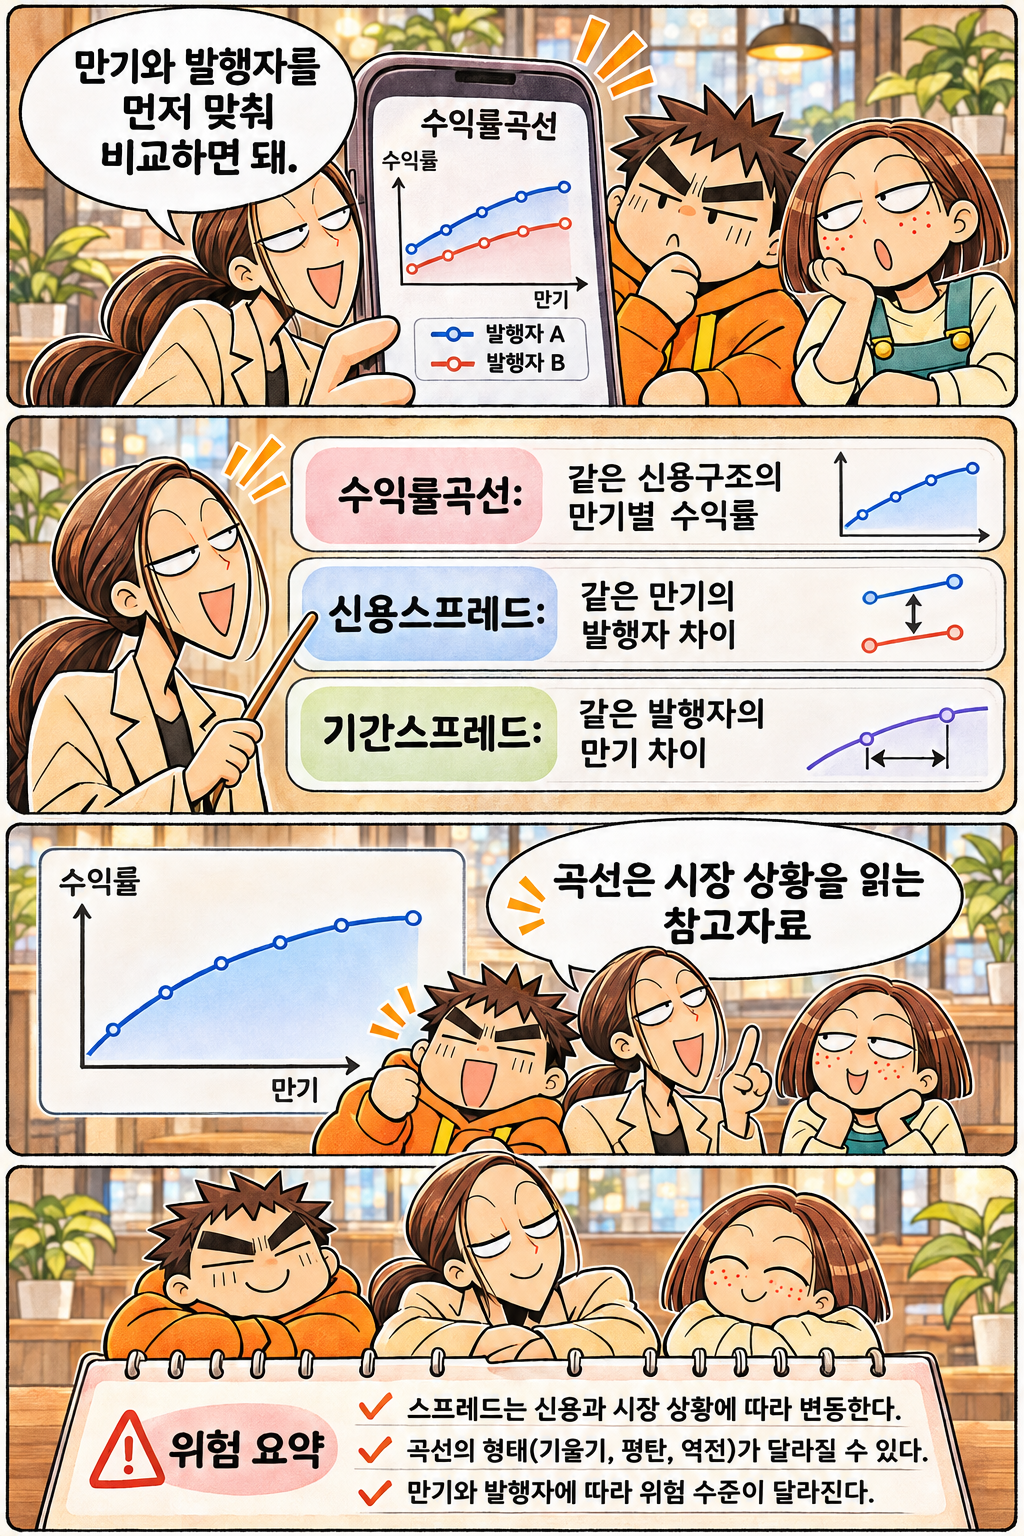 만기와 발행자를
먼저 맞춰
비교하면 돼.
수익률곡선
수익률
만기
발행자 A
발행자 B
수익률곡선:
같은 신용구조의
만기별 수익률
신용스프레드:
같은 만기의
발행자 차이
기간스프레드:
같은 발행자의
만기 차이
수익률
만기
곡선은 시장 상황을 읽는
참고자료
위험 요약
스프레드는 신용과 시장 상황에 따라 변동한다.
곡선의 형태(기울기, 평탄, 역전)가 달라질 수 있다.
만기와 발행자에 따라 위험 수준이 달라진다.